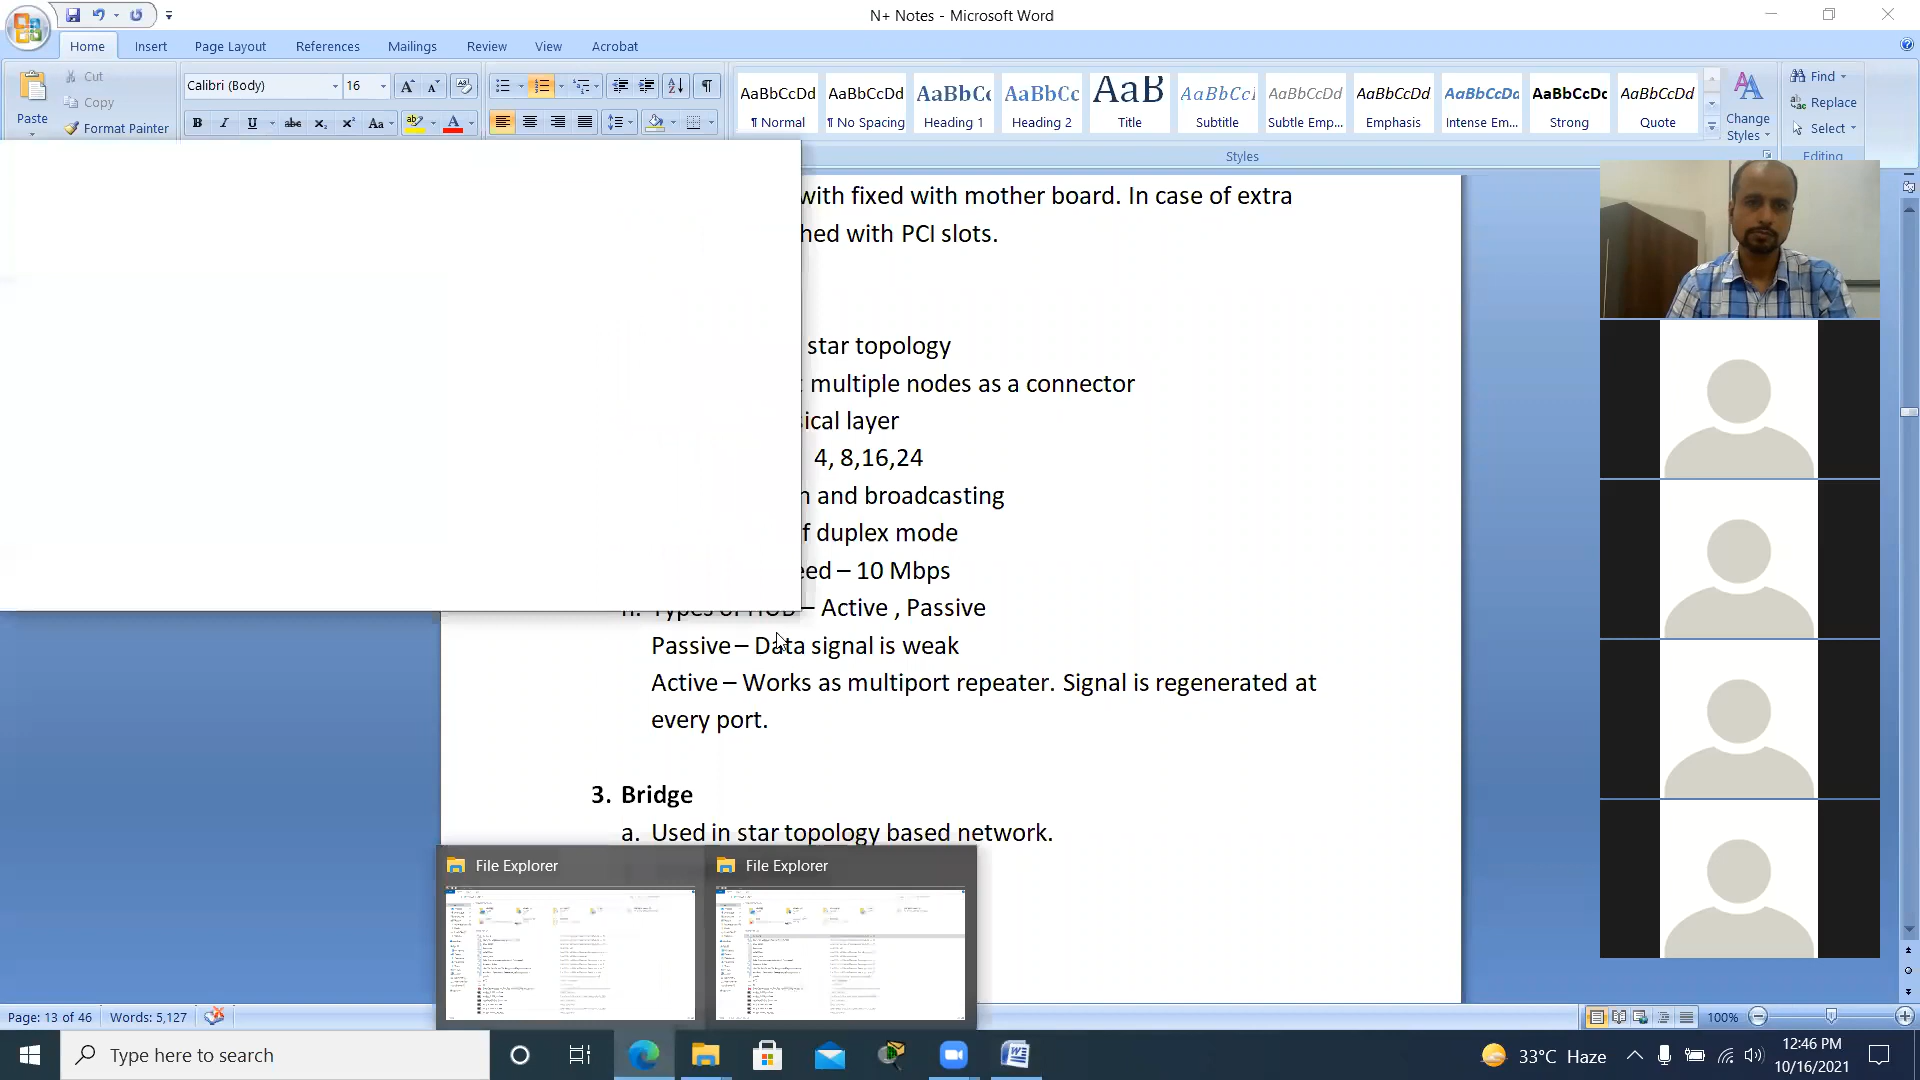 N+ Notes - Microsoft Word
Home Insert Page Layout References Mailings Review View Acrobat
Paste
Cut
Copy
Format Painter
Calibri (Body) 16
AaBbCcDd AaBbCcDd AaBbCc AaBbCc AaB AaBbCcl AaBbCcDd AaBbCcDd AaBbCcDc AaBbCcDc AaBbCcDd
¶ Normal ¶ No Spacing Heading 1 Heading 2 Title Subtitle Subtle Emp... Emphasis Intense Em... Strong Quote
Change Styles
Find
Replace
Select
Styles
Editing
with fixed with mother board. In case of extra
hed with PCI slots.
star topology
multiple nodes as a connector
sical layer
4, 8,16,24
n and broadcasting
f duplex mode
eed – 10 Mbps
h. Types of HUB – Active , Passive
Passive – Data signal is weak
Active – Works as multiport repeater. Signal is regenerated at
every port.
3. Bridge
a. Used in star topology based network.
File Explorer File Explorer
Page: 13 of 46 Words: 5,127
100%
Type here to search
33°C Haze
12:46 PM
10/16/2021